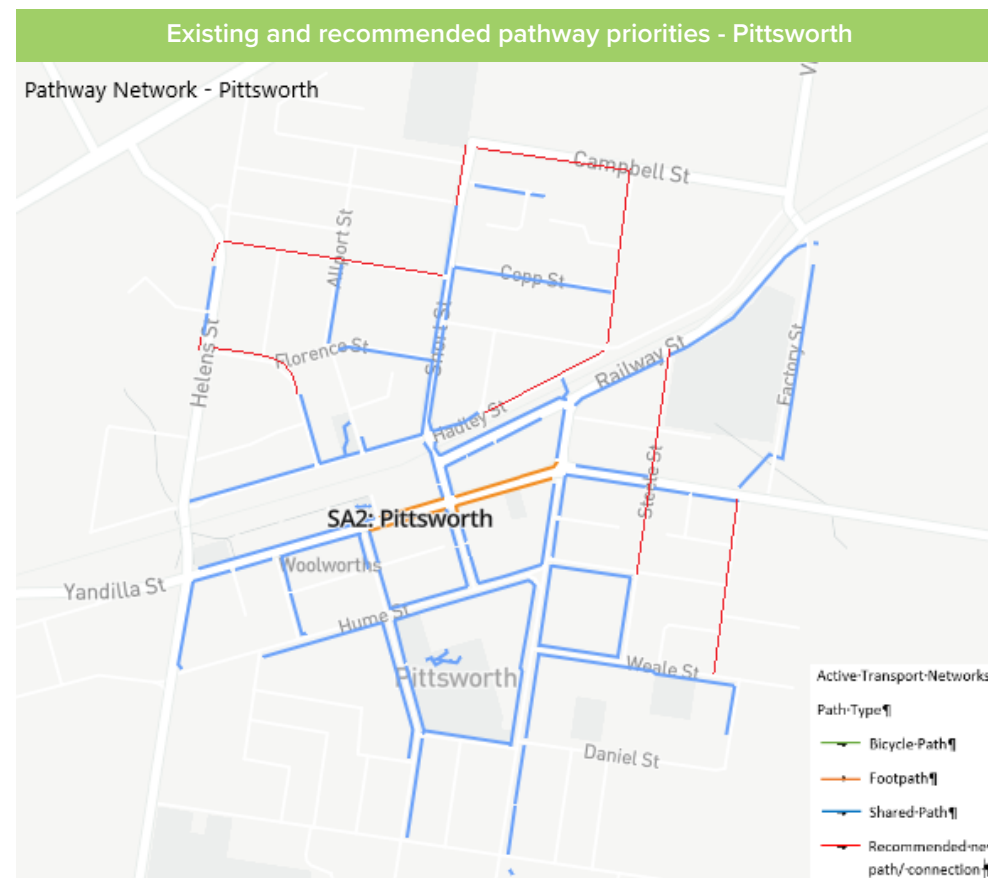 Existing and recommended pathway priorities - Pittsworth
Pathway Network - Pittsworth
Campbell St
Allport St
Copp St
Short St
Helens St
Florence St
Railway St
Factory St
Hadley St
Steele St
SA2: Pittsworth
Woolworths
Yandilla St
Hume St
Weale St
Pittsworth
Daniel St
Active·Transport·Networks
Path·Type¶
Bicycle·Path¶
Footpath¶
Shared·Path¶
Recommended·ne
path/·connection¶